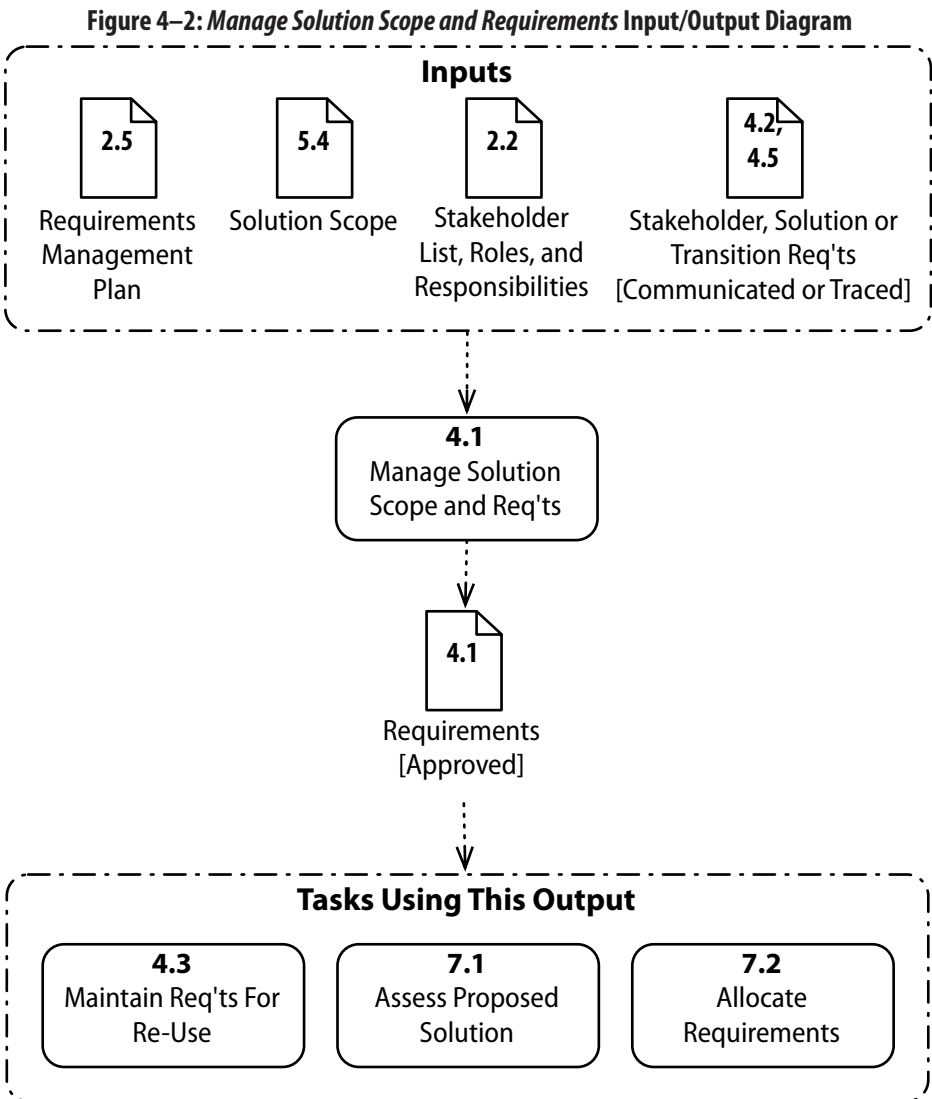 Figure 4–2: Manage Solution Scope and Requirements Input/Output Diagram
Inputs
2.5
Requirements
Management
Plan
5.4
Solution Scope
2.2
Stakeholder
List, Roles, and
Responsibilities
4.2,
4.5
Stakeholder, Solution or
Transition Req'ts
[Communicated or Traced]
4.1
Manage Solution
Scope and Req'ts
4.1
Requirements
[Approved]
Tasks Using This Output
4.3
Maintain Req'ts For
Re-Use
7.1
Assess Proposed
Solution
7.2
Allocate
Requirements